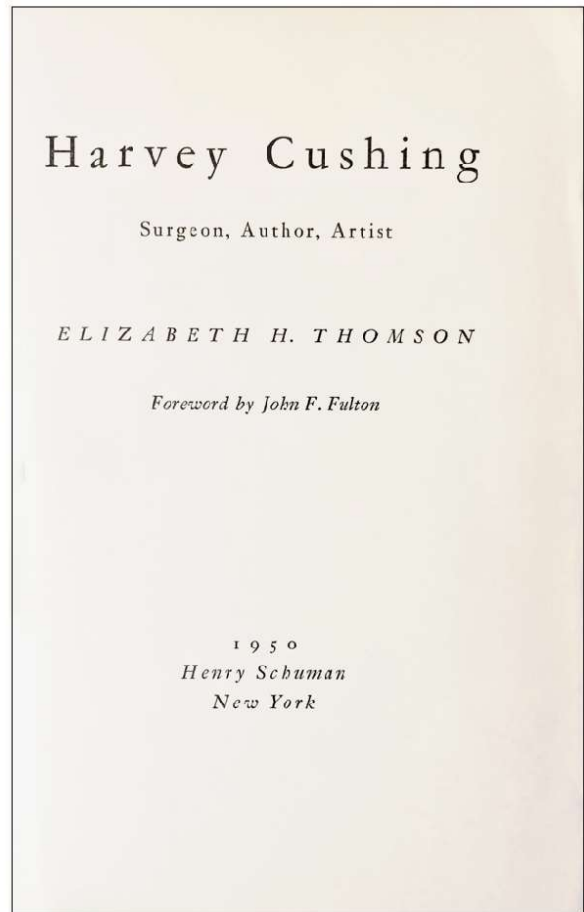 Harvey Cushing
Surgeon, Author, Artist
ELIZABETH H. THOMSON
Foreword by John F. Fulton
1950
Henry Schuman
New York